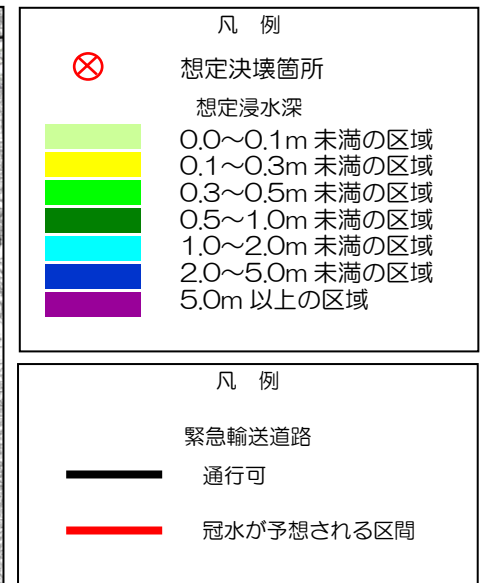 凡 例
想定決壊箇所
想定浸水深
0.0～0.1m 未満の区域
0.1～0.3m 未満の区域
0.3～0.5m 未満の区域
0.5～1.0m 未満の区域
1.0～2.0m 未満の区域
2.0～5.0m 未満の区域
5.0m 以上の区域
凡 例
緊急輸送道路
通行可
冠水が予想される区間